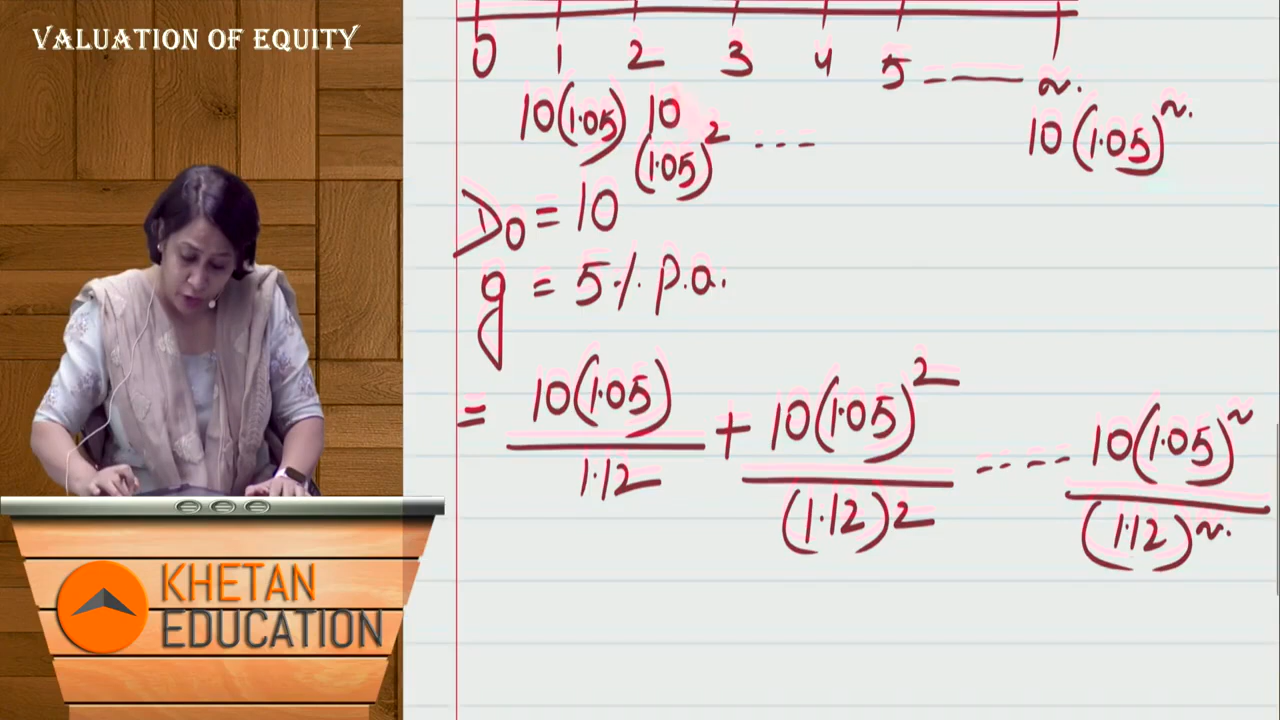 VALUATION OF EQUITY
0 1 2 3 4 5 ------ ~.
10(1.05) 10(1.05)^2 .... 10(1.05)^~.
D0 = 10
g = 5% p.a.
= 10(1.05)/1.12 + 10(1.05)^2/(1.12)2 ----- 10(1.05)^~/(1.12)^~.
KHETAN
EDUCATION